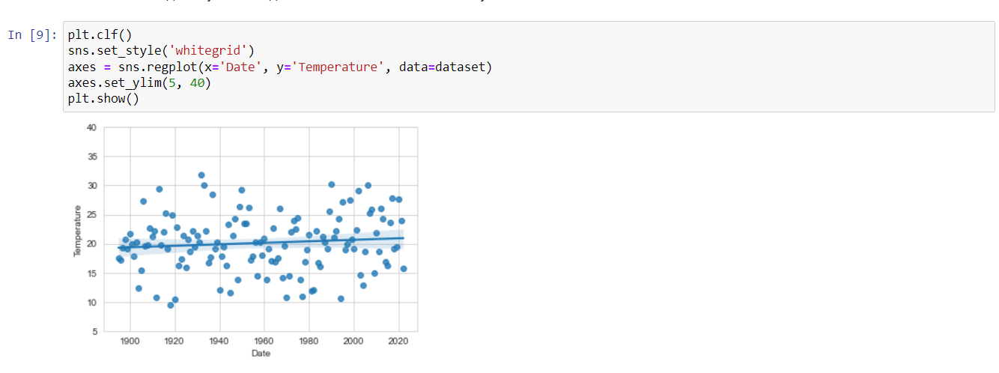 In [9]: plt.clf()
sns.set_style('whitegrid')
axes = sns.regplot(x='Date', y='Temperature', data=dataset)
axes.set_ylim(5, 40)
plt.show()
40
35
30
25
20
15
10
5
Temperature
1900 1920 1940 1960 1980 2000 2020
Date